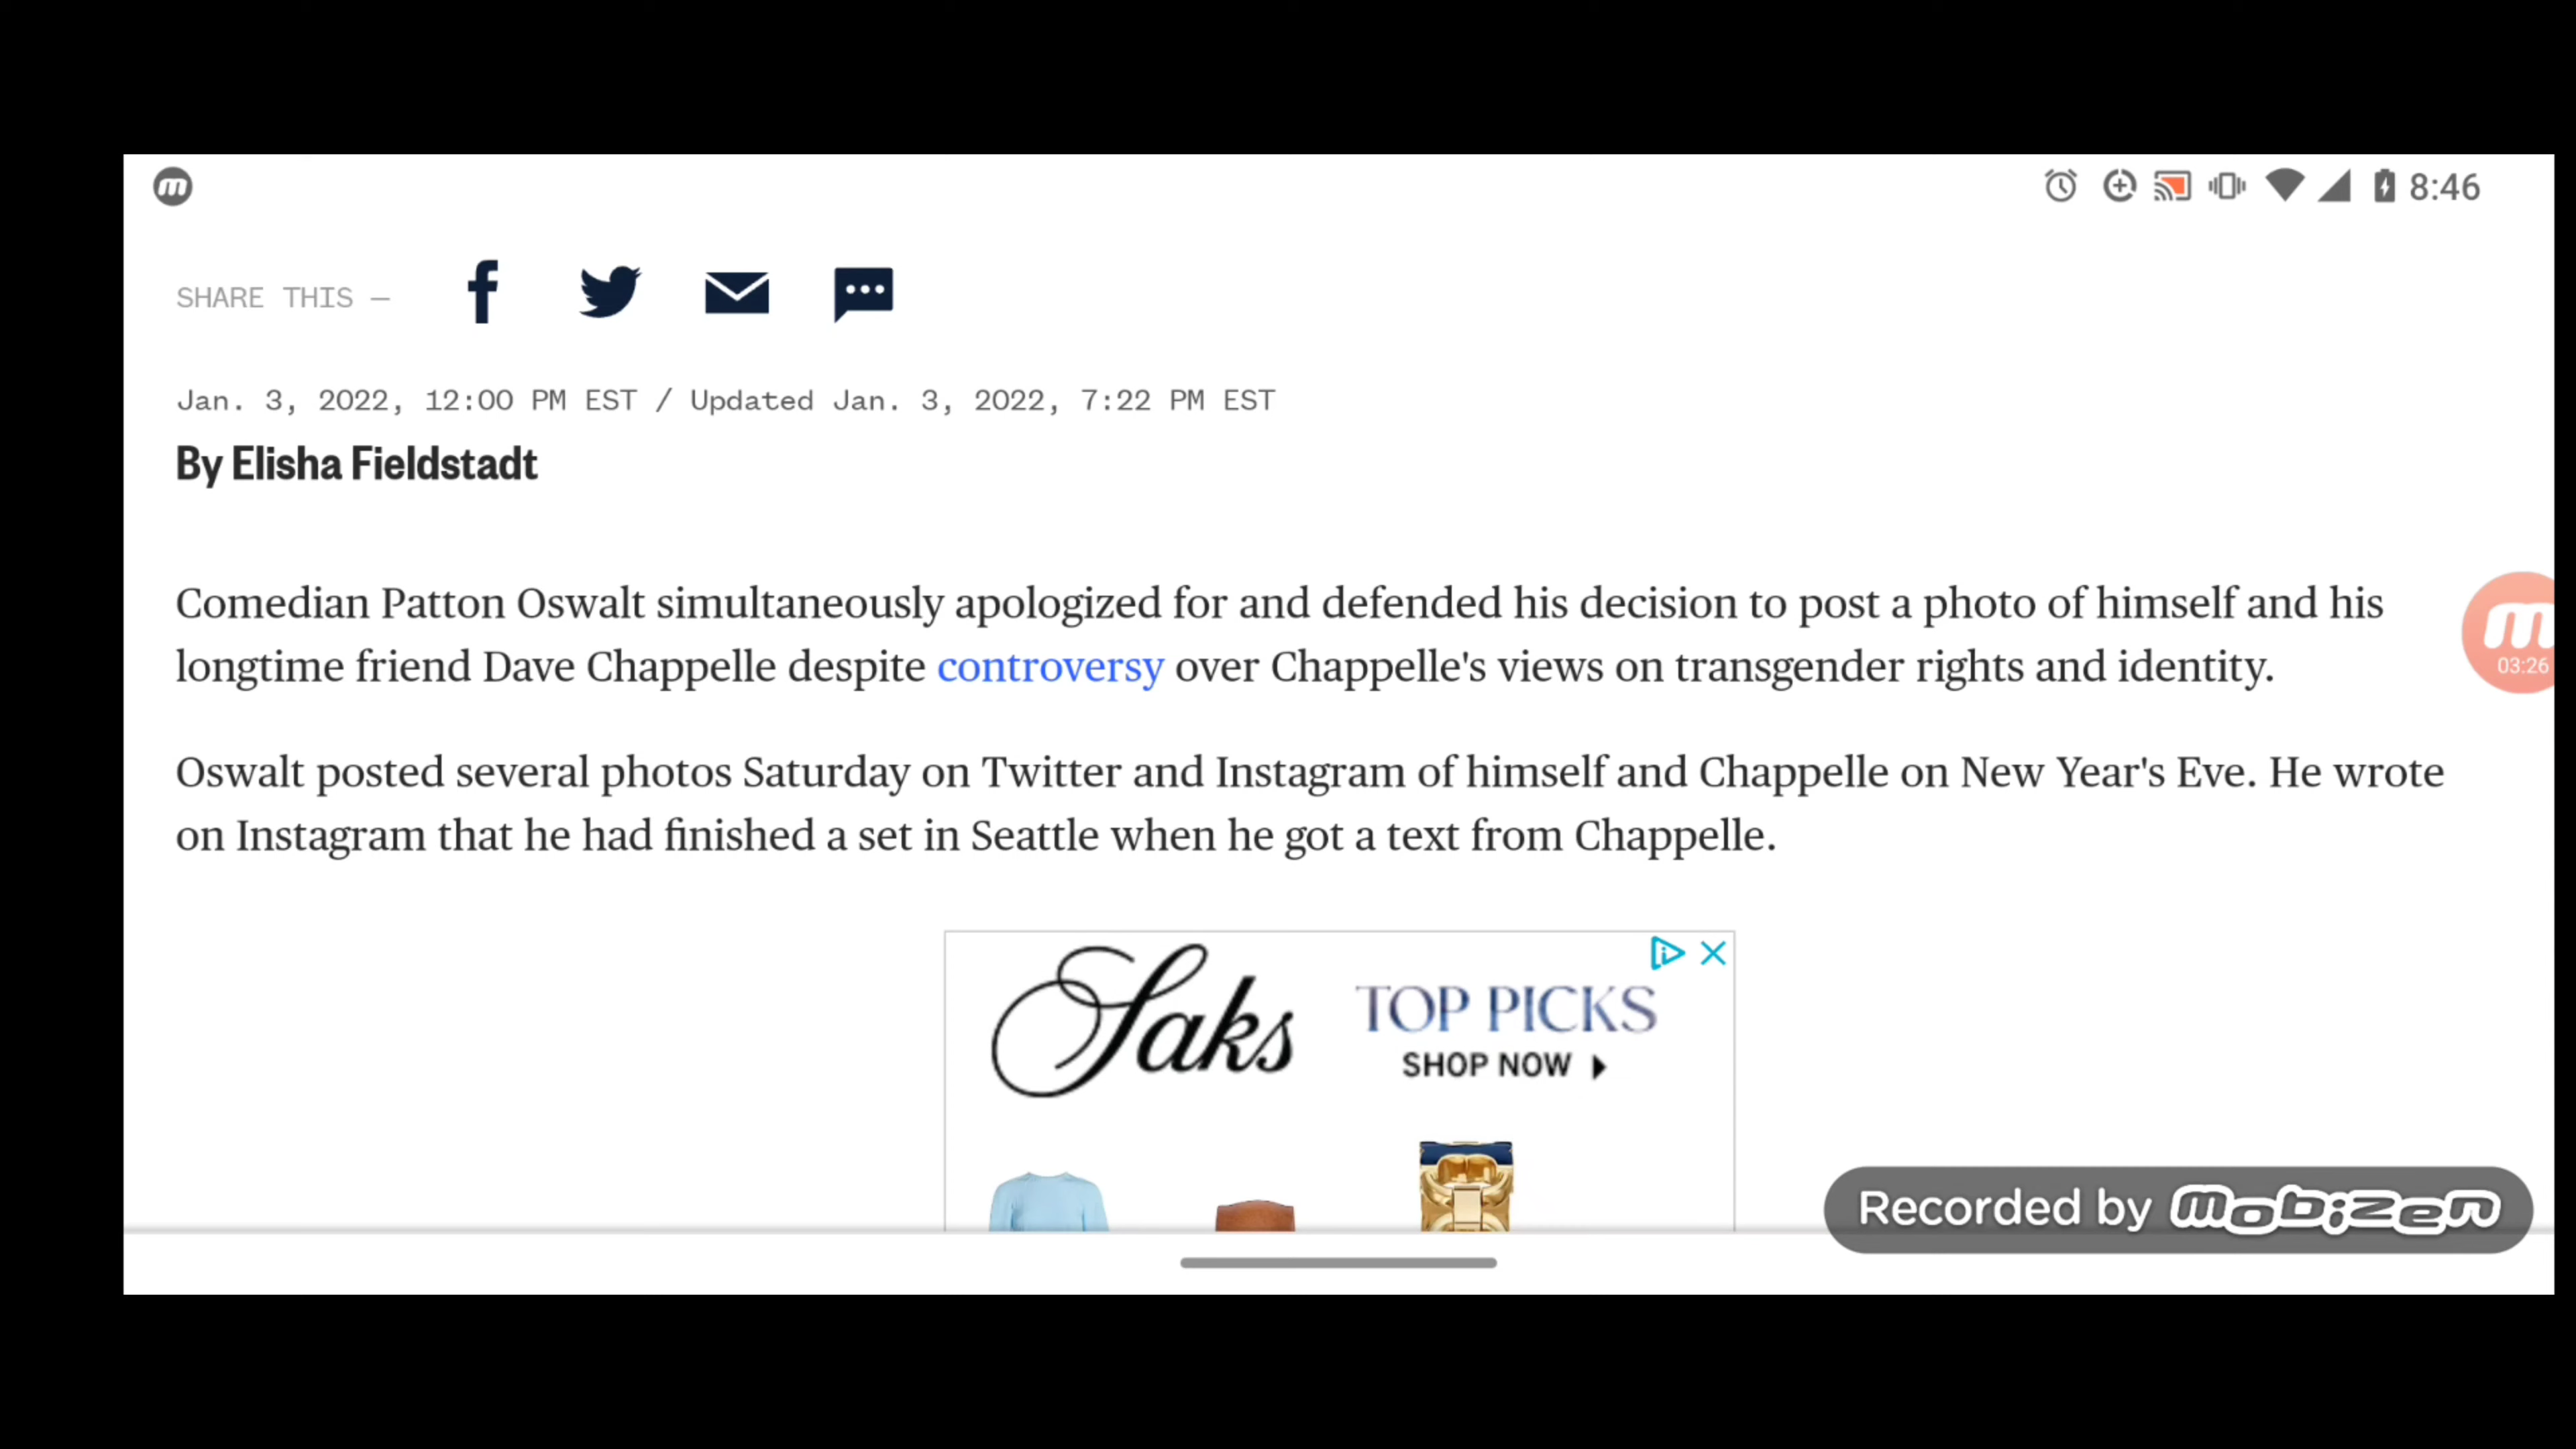 m 8:46
SHARE THIS —
Jan. 3, 2022, 12:00 PM EST / Updated Jan. 3, 2022, 7:22 PM EST
By Elisha Fieldstadt
Comedian Patton Oswalt simultaneously apologized for and defended his decision to post a photo of himself and his
longtime friend Dave Chappelle despite controversy over Chappelle's views on transgender rights and identity.
m
03:26
Oswalt posted several photos Saturday on Twitter and Instagram of himself and Chappelle on New Year's Eve. He wrote
on Instagram that he had finished a set in Seattle when he got a text from Chappelle.
Saks
TOP PICKS
SHOP NOW
Recorded by mobizen